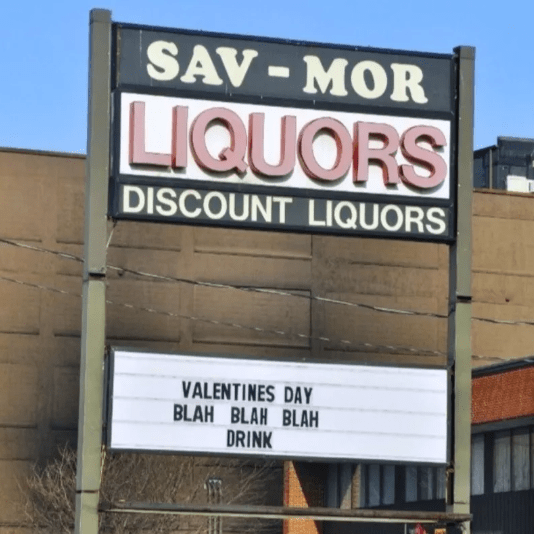 SAV-MOR
LIQUORS
DISCOUNT LIQUORS
VALENTINES DAY
BLAH BLAH BLAH
DRINK